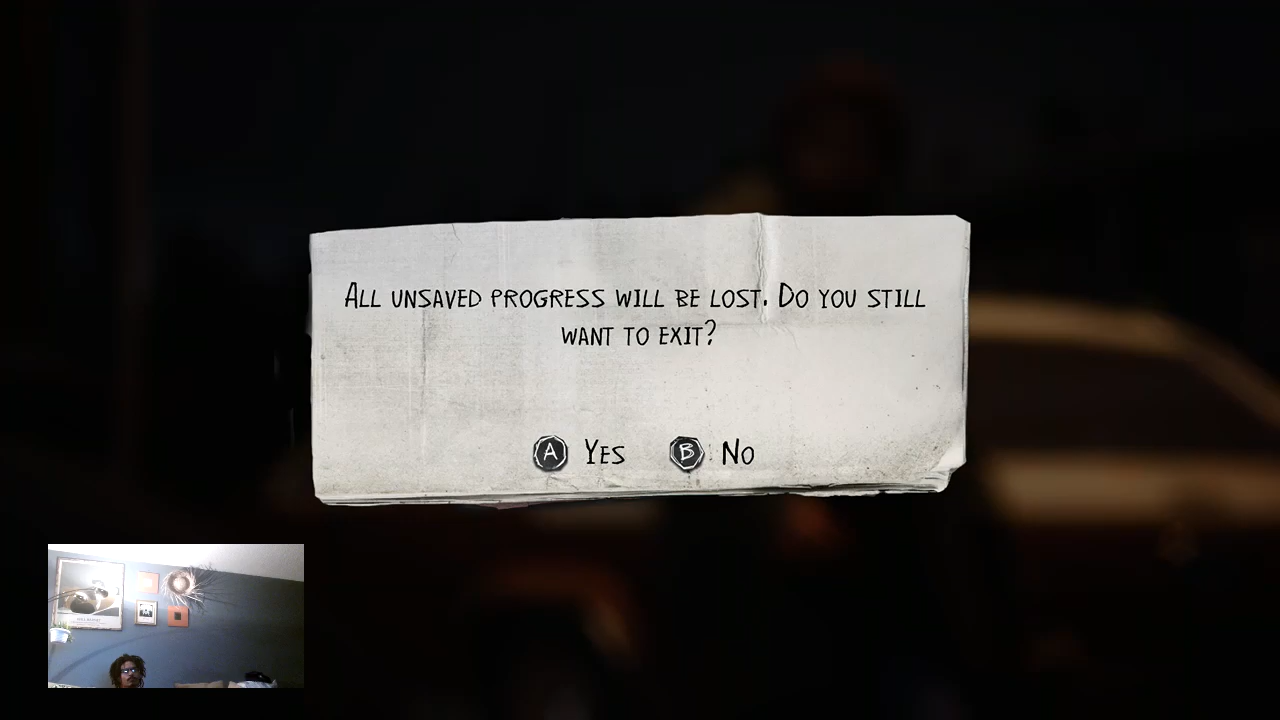 All unsaved progress will be lost. Do you still
want to exit?
A Yes B No